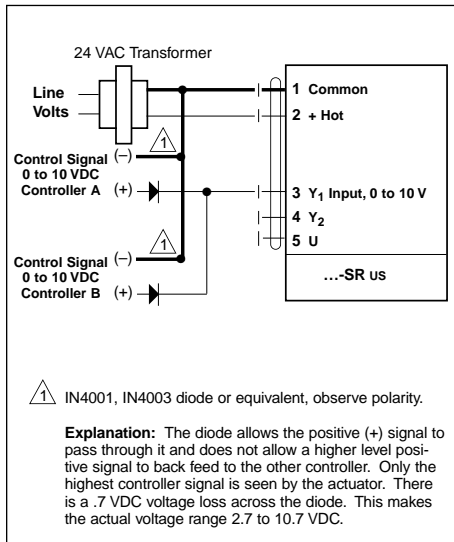 24 VAC Transformer
Line
Volts
1 Common
2 + Hot
Control Signal (–)
0 to 10 VDC
Controller A (+)
1
3 Y1 Input, 0 to 10 V
4 Y2
5 U
Control Signal (–)
0 to 10 VDC
Controller B (+)
1
...-SR US
1 IN4001, IN4003 diode or equivalent, observe polarity.
Explanation: The diode allows the positive (+) signal to
pass through it and does not allow a higher level posi-
tive signal to back feed to the other controller. Only the
highest controller signal is seen by the actuator. There
is a .7 VDC voltage loss across the diode. This makes
the actual voltage range 2.7 to 10.7 VDC.